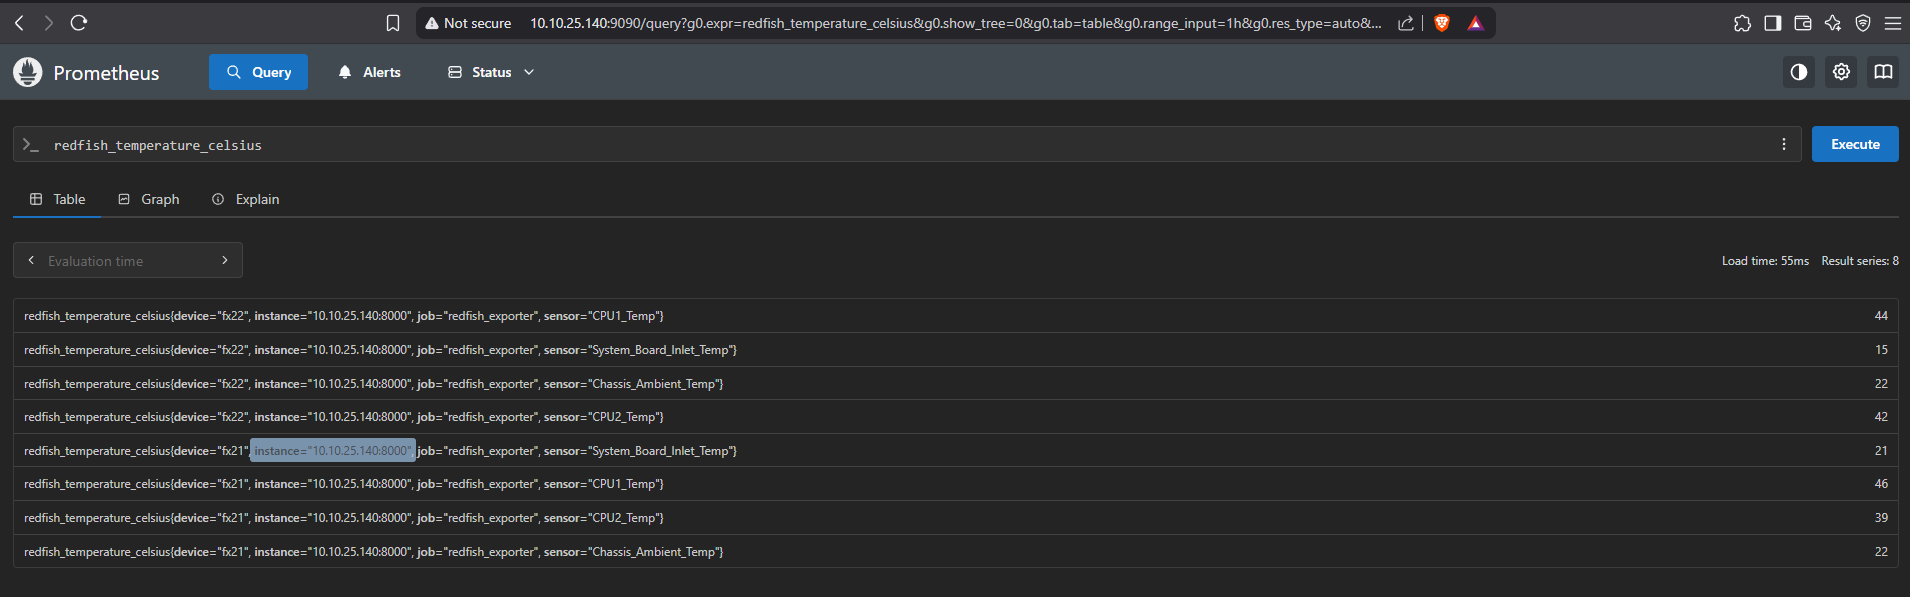 Not secure 10.10.25.140:9090/query?g0.expr=redfish_temperature_celsius&g0.show_tree=0&g0.tab=table&g0.range_input=1h&g0.res_type=auto&...
Prometheus Query Alerts Status
>_ redfish_temperature_celsius Execute
Table Graph Explain
Evaluation time Load time: 55ms Result series: 8
redfish_temperature_celsius{device="fx22", instance="10.10.25.140:8000", job="redfish_exporter", sensor="CPU1_Temp"} 44
redfish_temperature_celsius{device="fx22", instance="10.10.25.140:8000", job="redfish_exporter", sensor="System_Board_Inlet_Temp"} 15
redfish_temperature_celsius{device="fx22", instance="10.10.25.140:8000", job="redfish_exporter", sensor="Chassis_Ambient_Temp"} 22
redfish_temperature_celsius{device="fx22", instance="10.10.25.140:8000", job="redfish_exporter", sensor="CPU2_Temp"} 42
redfish_temperature_celsius{device="fx21", instance="10.10.25.140:8000", job="redfish_exporter", sensor="System_Board_Inlet_Temp"} 21
redfish_temperature_celsius{device="fx21", instance="10.10.25.140:8000", job="redfish_exporter", sensor="CPU1_Temp"} 46
redfish_temperature_celsius{device="fx21", instance="10.10.25.140:8000", job="redfish_exporter", sensor="CPU2_Temp"} 39
redfish_temperature_celsius{device="fx21", instance="10.10.25.140:8000", job="redfish_exporter", sensor="Chassis_Ambient_Temp"} 22